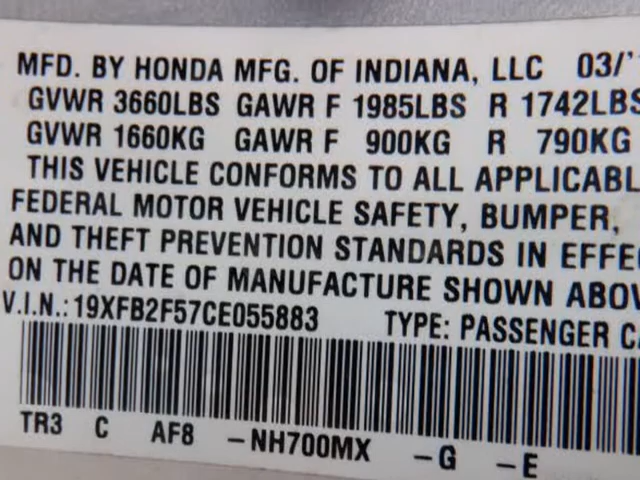 MFD. BY HONDA MFG. OF INDIANA, LLC 03/
GVWR 3660LBS GAWR F 1985LBS R 1742LBS
GVWR 1660KG GAWR F 900KG R 790KG
THIS VEHICLE CONFORMS TO ALL APPLICABL
FEDERAL MOTOR VEHICLE SAFETY, BUMPER,
AND THEFT PREVENTION STANDARDS IN EFFE
ON THE DATE OF MANUFACTURE SHOWN ABOV
V.I.N.: 19XFB2F57CE055883 TYPE: PASSENGER CA
TR3 C AF8 -NH700MX -G -E